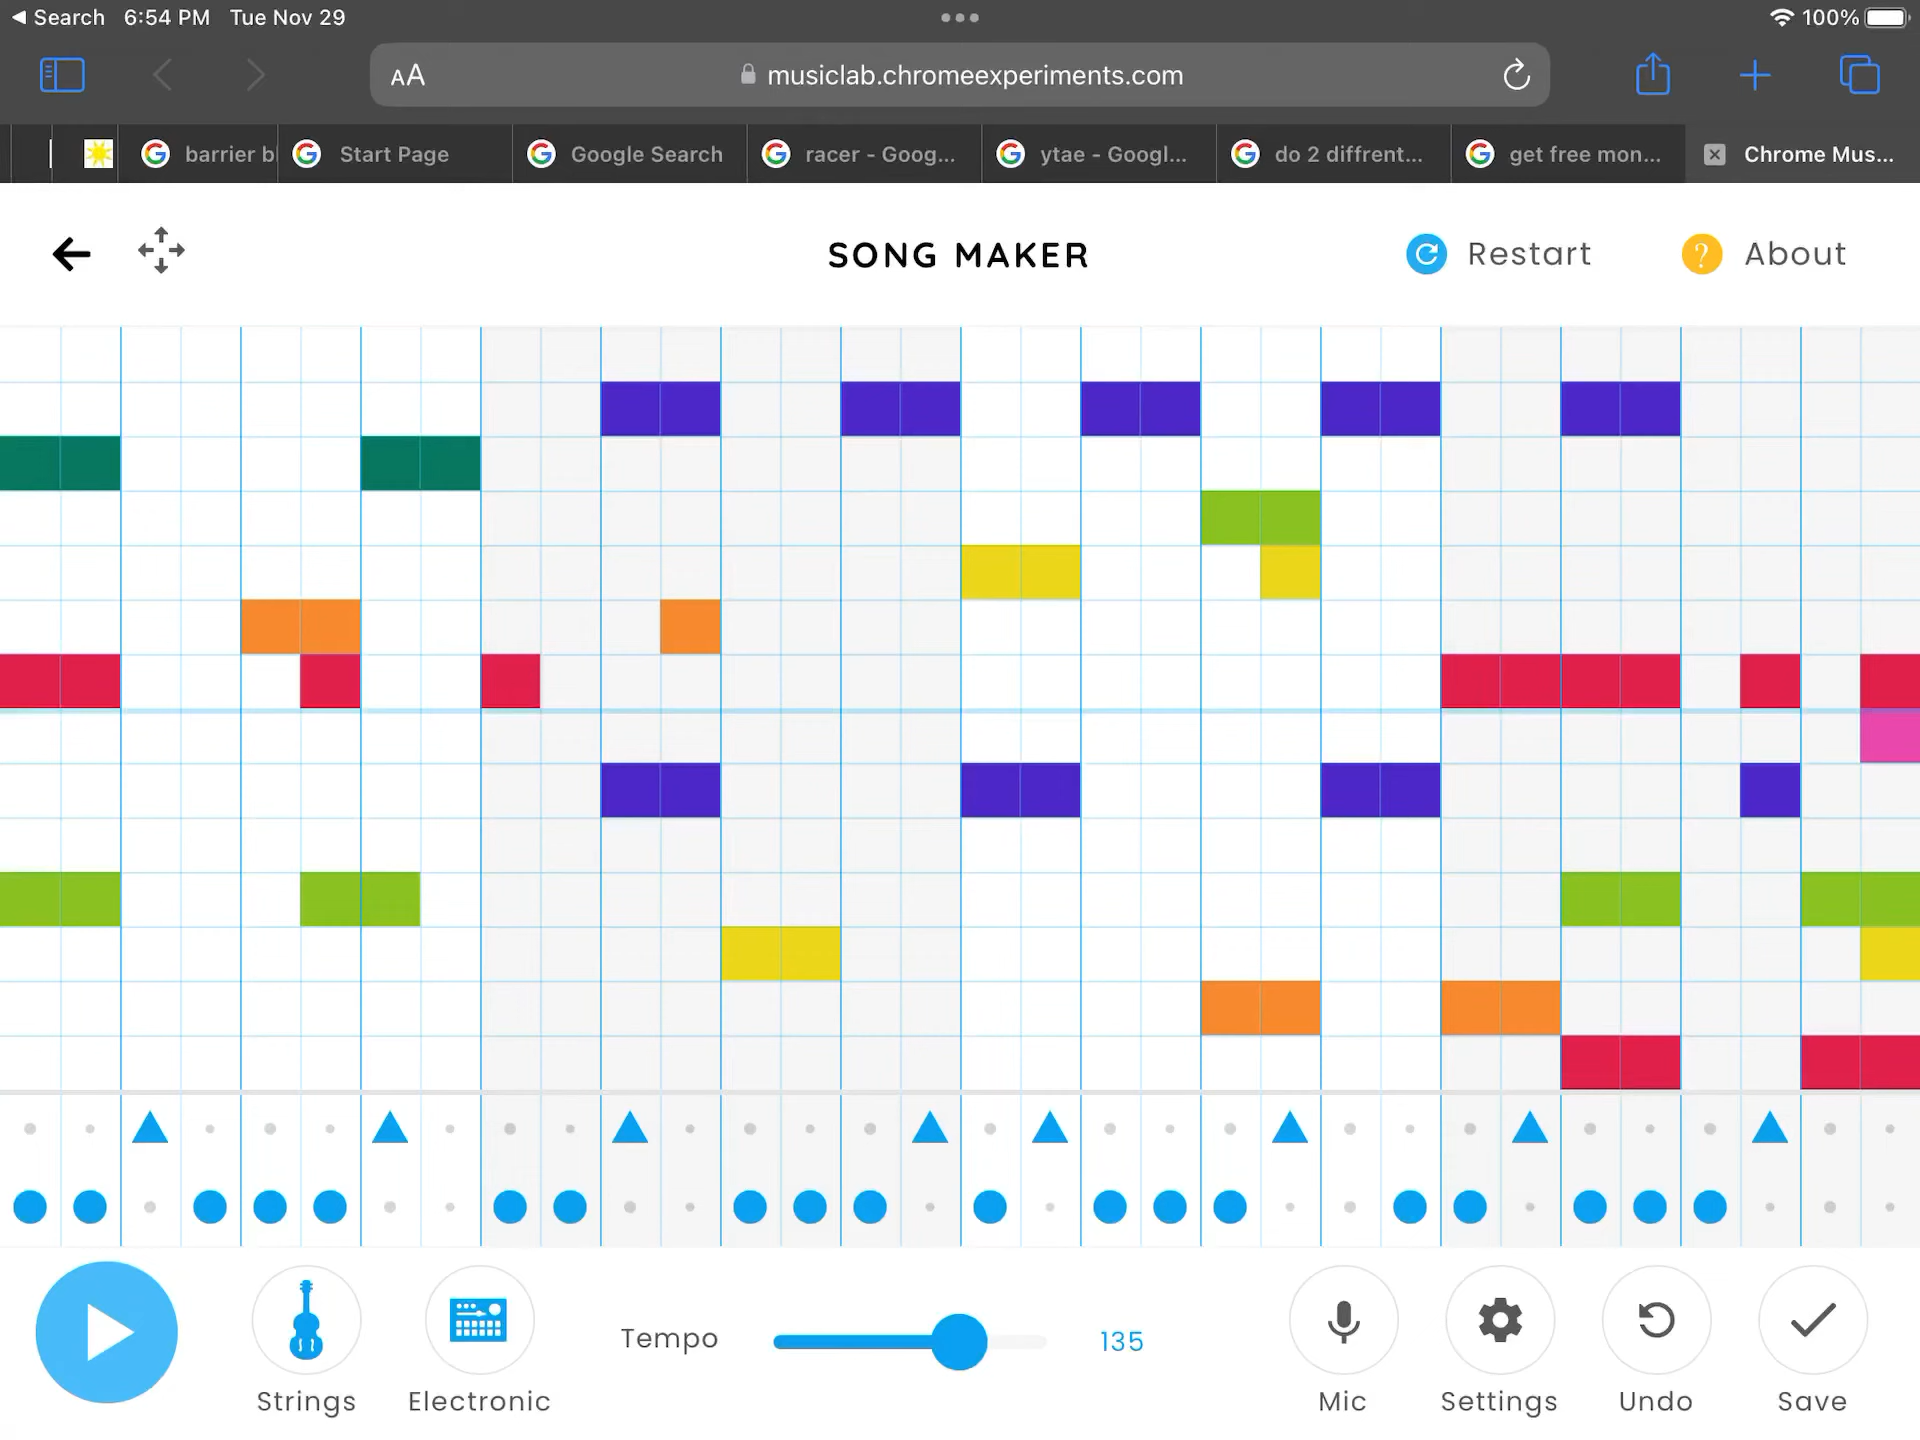 Search 6:54 PM Tue Nov 29 100%
AA musiclab.chromeexperiments.com
barrier b Start Page Google Search racer - Goog... ytae - Googl... do 2 diffrent... get free mon... Chrome Mus...
SONG MAKER Restart ? About
Tempo 135
Strings Electronic Mic Settings Undo Save